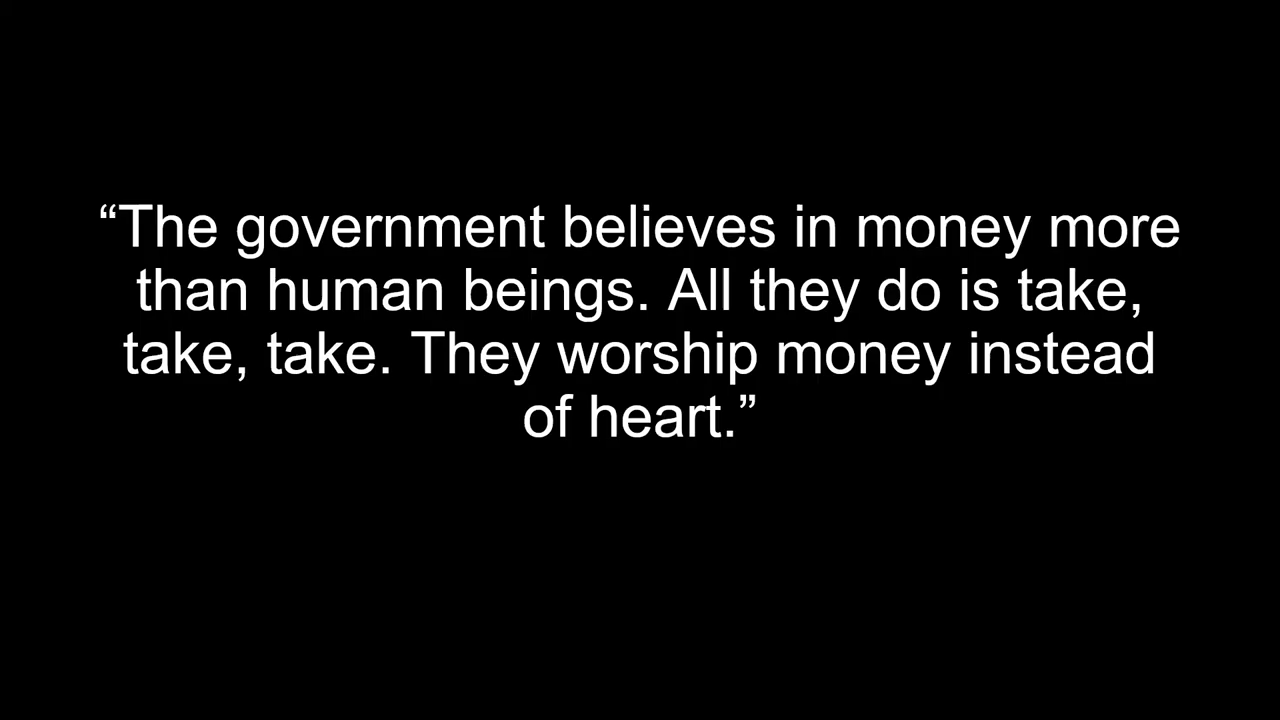 “The government believes in money more
than human beings. All they do is take,
take, take. They worship money instead
of heart.”